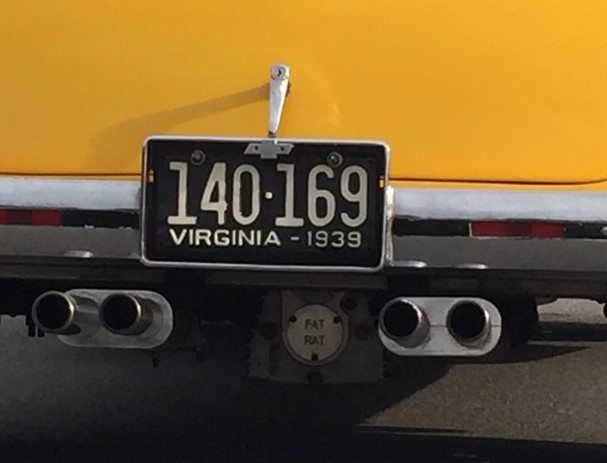 140·169
VIRGINIA - 1939
FAT
RAT